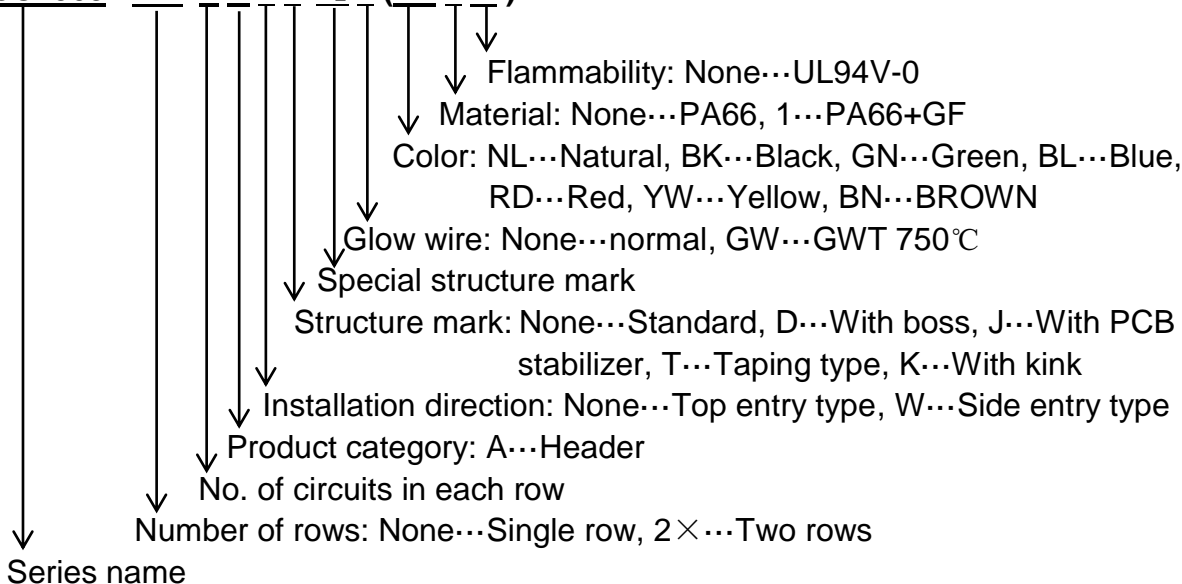 Flammability: None···UL94V-0
Material: None···PA66, 1···PA66+GF
Color: NL···Natural, BK···Black, GN···Green, BL···Blue,
RD···Red, YW···Yellow, BN···BROWN
Glow wire: None···normal, GW···GWT 750℃
Special structure mark
Structure mark: None···Standard, D···With boss, J···With PCB
stabilizer, T···Taping type, K···With kink
Installation direction: None···Top entry type, W···Side entry type
Product category: A···Header
No. of circuits in each row
Number of rows: None···Single row, 2×···Two rows
Series name